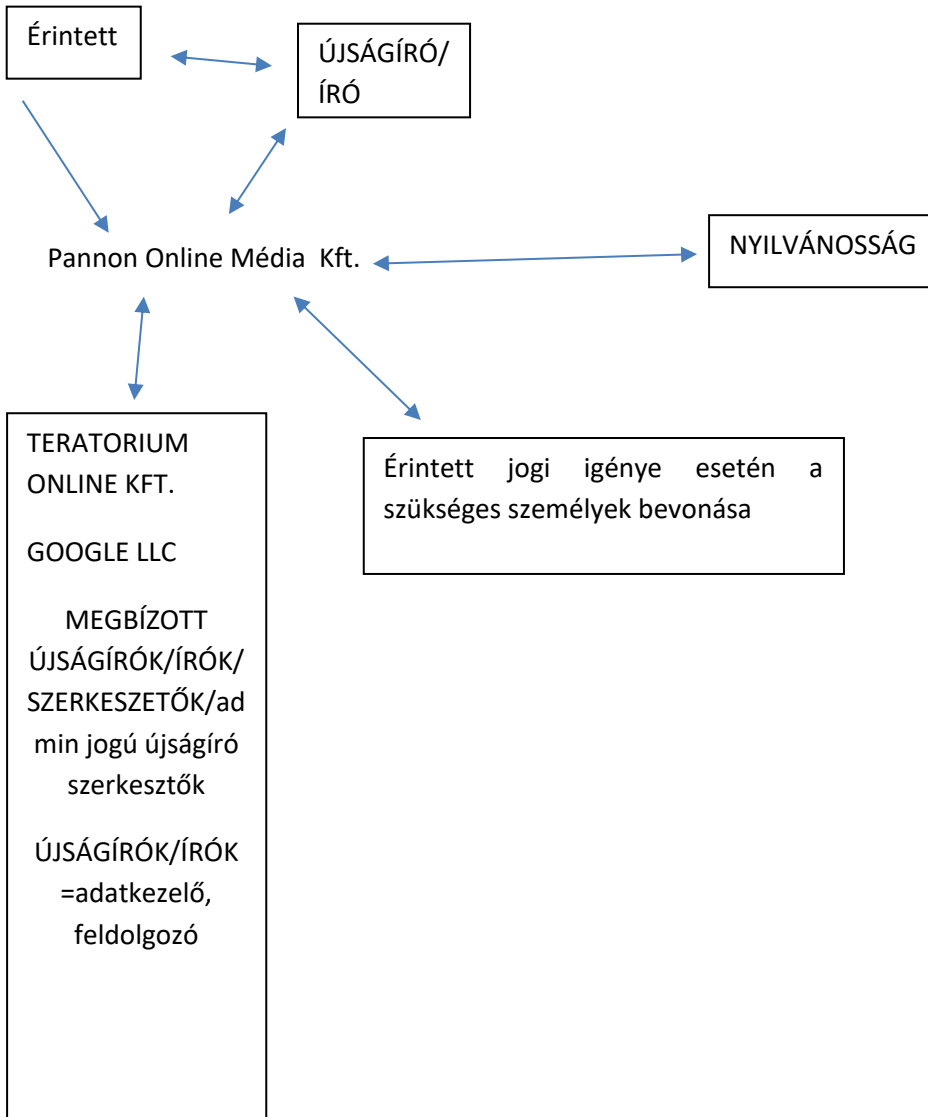 Érintett
ÚJSÁGÍRÓ/
ÍRÓ
Pannon Online Média Kft.
NYILVÁNOSSÁG
TERATORIUM
ONLINE KFT.
GOOGLE LLC
MEGBÍZOTT
ÚJSÁGÍRÓK/ÍRÓK/
SZERKESZETŐK/ad
min jogú újságíró
szerkesztők
ÚJSÁGÍRÓK/ÍRÓK
=adatkezelő,
feldolgozó
Érintett jogi igénye esetén a
szükséges személyek bevonása